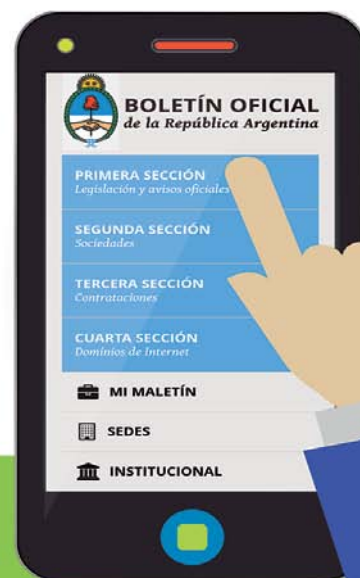 BOLETÍN OFICIAL
de la República Argentina
PRIMERA SECCIÓN
Legislación y avisos oficiales
SEGUNDA SECCIÓN
Sociedades
TERCERA SECCIÓN
Contrataciones
CUARTA SECCIÓN
Dominios de Internet
MI MALETÍN
SEDES
INSTITUCIONAL